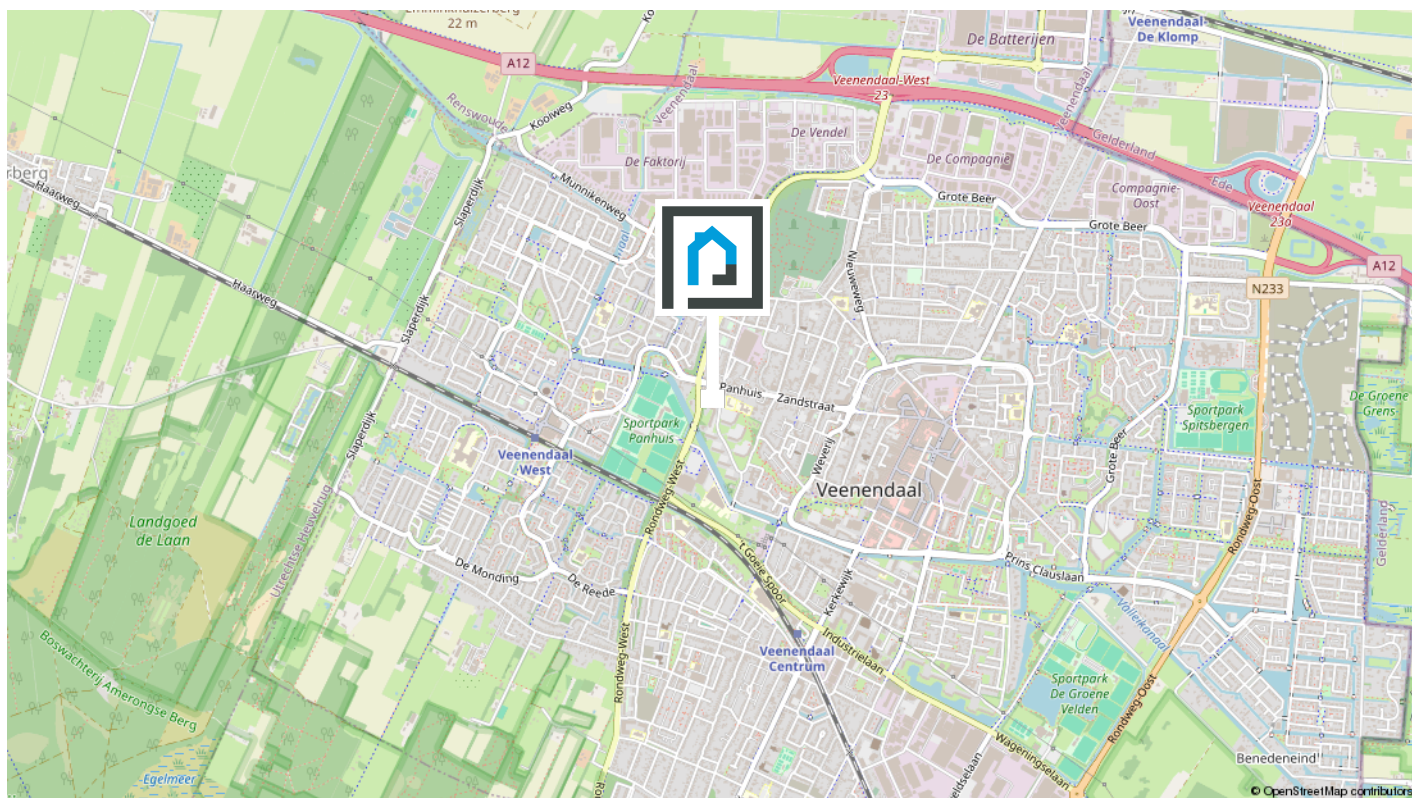 22 m
A12
Veenendaal-West
23
De Batterijen
Veenendaal-
De Klomp
Renswoude
Kooiweg
Veenendaal
De Faktorij
De Vendel
De Compagnie
Veenendaal
Gelderland
Ede
Compagnie-
Oost
Veenendaal
23a
A12
N233
Grote Beer
Grote Beer
erberg
Haarweg
Haarweg
Slaperdijk
Slaperdijk
Slaperdijk
Munnikenweg
Nieuweweg
Panhuis
Zandstraat
Sportpark
Panhuis
Veenendaal
West
Weverij
Veenendaal
Grote Beer
Sportpark
Spitsbergen
De Groene
Grens
Gelderland
Rondweg-Oost
Rondweg-West
Landgoed
de Laan
Utrechtse Heuvelrug
De Monding
De Reede
't Goeie Spoor
Kerkewijk
Prins Clauslaan
Valleikanaal
Industrielaan
Veenendaal
Centrum
Rondweg-West
Boswachterij Amerongse Berg
Egelmeer
Sportpark
De Groene
Velden
Rondweg-Oost
Wageningselaan
Benedeneind
© OpenStreetMap contributors